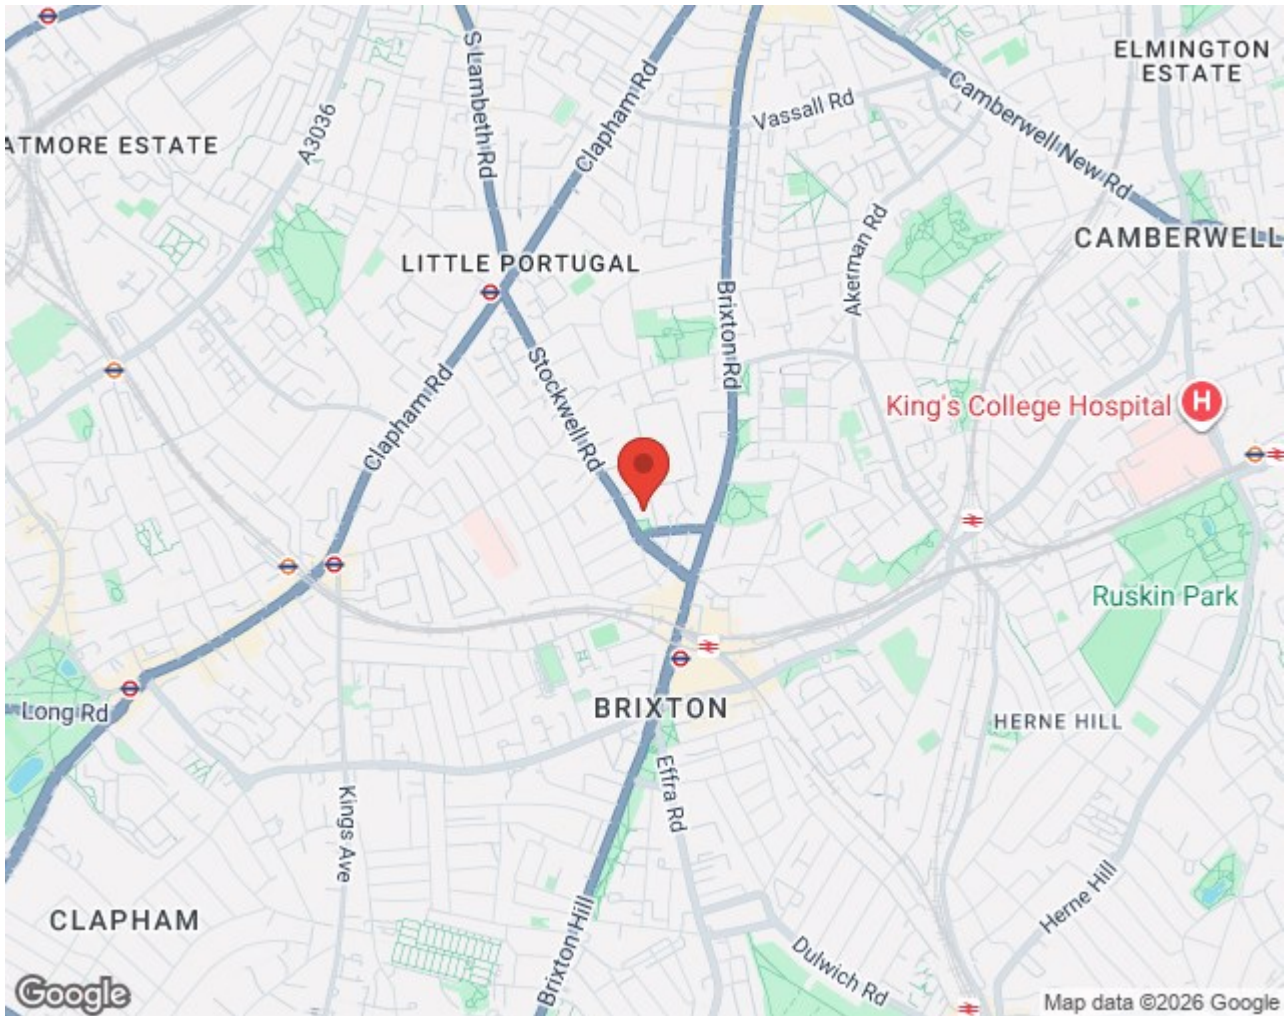 ELMINGTON
ESTATE
S Lambeth Rd
Clapham Rd
Camberwell New Rd
Vassall Rd
A3036
ATMORE ESTATE
Akerman Rd
CAMBERWELL
LITTLE PORTUGAL
Brixton Rd
Stockwell Rd
Clapham Rd
King's College Hospital
H
Ruskin Park
BRIXTON
Long Rd
HERNE HILL
Effra Rd
Kings Ave
CLAPHAM
Herne Hill
Brixton Hill
Dulwich Rd
Google
Map data ©2026 Google